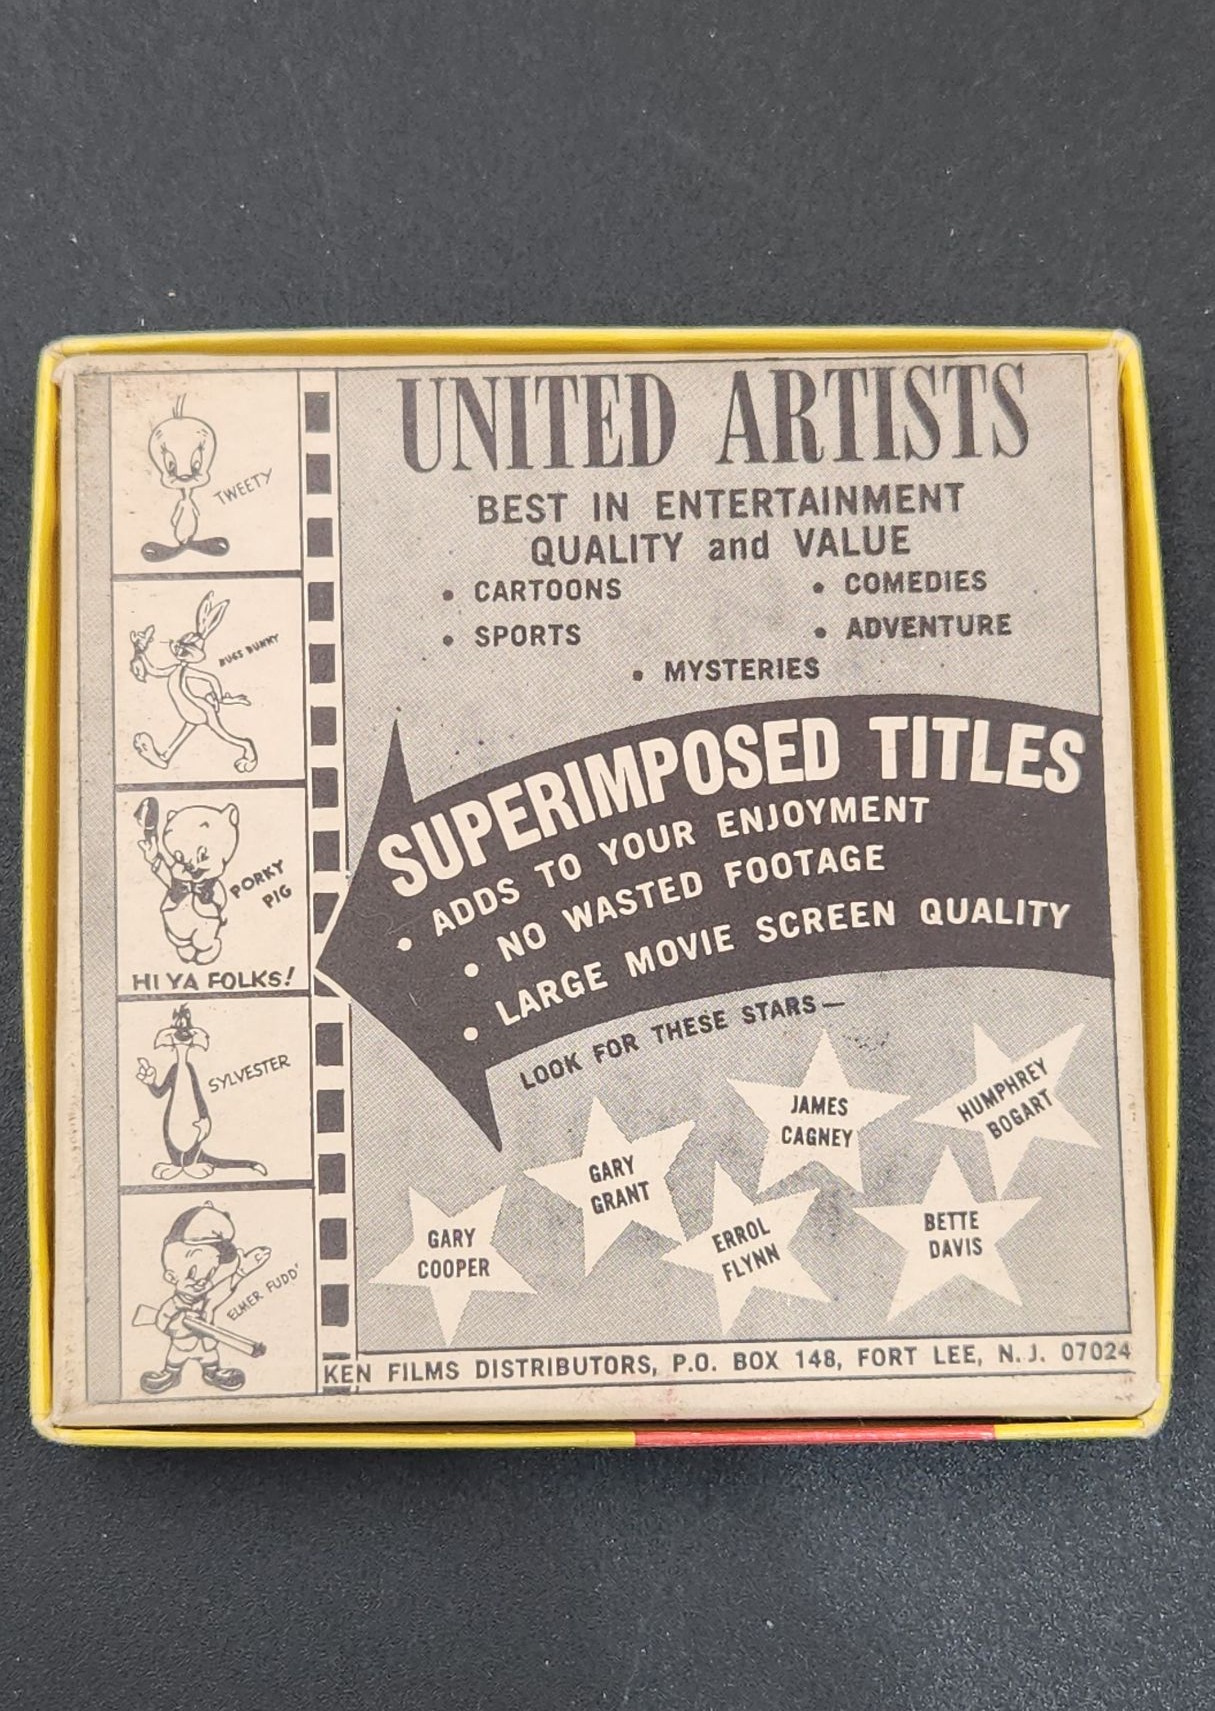 TWEETY
BUGS BUNNY
PORKY
PIG
HI YA FOLKS!
SYLVESTER
ELMER FUDD
UNITED ARTISTS
BEST IN ENTERTAINMENT
QUALITY and VALUE
• CARTOONS
• COMEDIES
• SPORTS
• ADVENTURE
• MYSTERIES
SUPERIMPOSED TITLES
• ADDS TO YOUR ENJOYMENT
• NO WASTED FOOTAGE
• LARGE MOVIE SCREEN QUALITY
LOOK FOR THESE STARS—
GARY
COOPER
GARY
GRANT
ERROL
FLYNN
JAMES
CAGNEY
BETTE
DAVIS
HUMPHREY
BOGART
KEN FILMS DISTRIBUTORS, P.O. BOX 148, FORT LEE, N.J. 07024